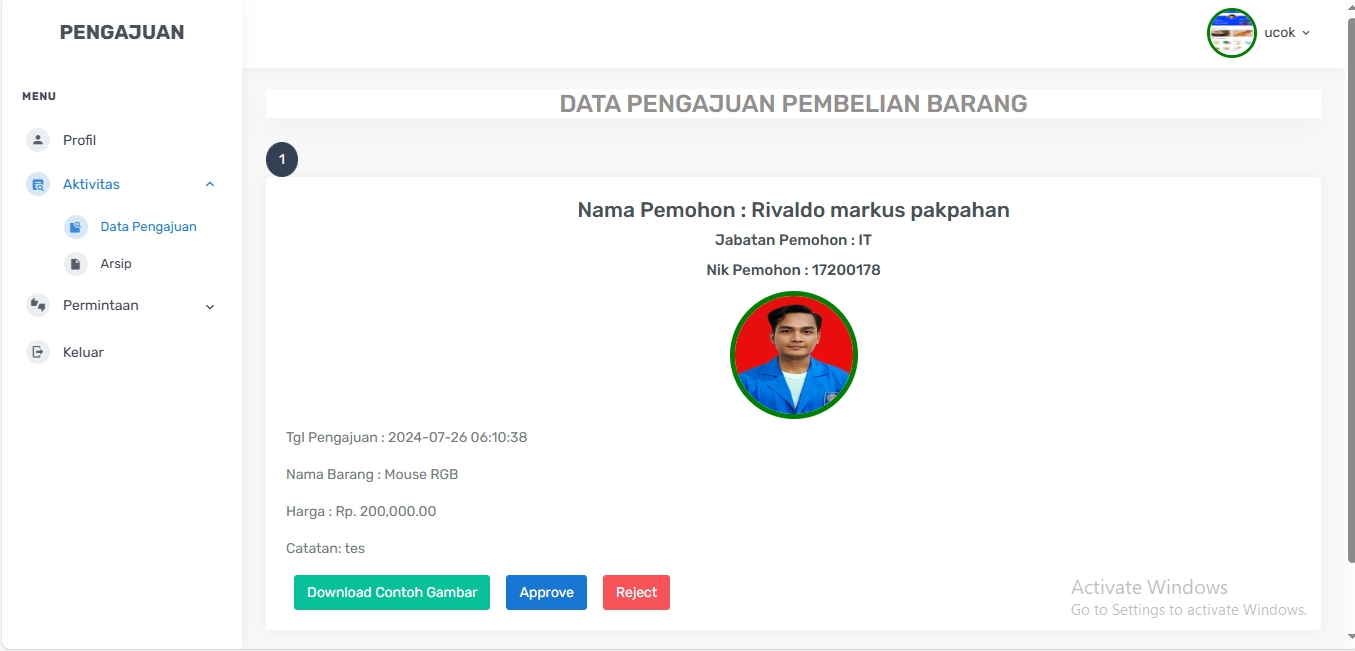 PENGAJUAN
ucok
MENU
Profil
Aktivitas
Data Pengajuan
Arsip
Permintaan
Keluar
DATA PENGAJUAN PEMBELIAN BARANG
1
Nama Pemohon : Rivaldo markus pakpahan
Jabatan Pemohon : IT
Nik Pemohon : 17200178
Tgl Pengajuan : 2024-07-26 06:10:38
Nama Barang : Mouse RGB
Harga : Rp. 200,000.00
Catatan: tes
Download Contoh Gambar
Approve
Reject
Activate Windows
Go to Settings to activate Windows.